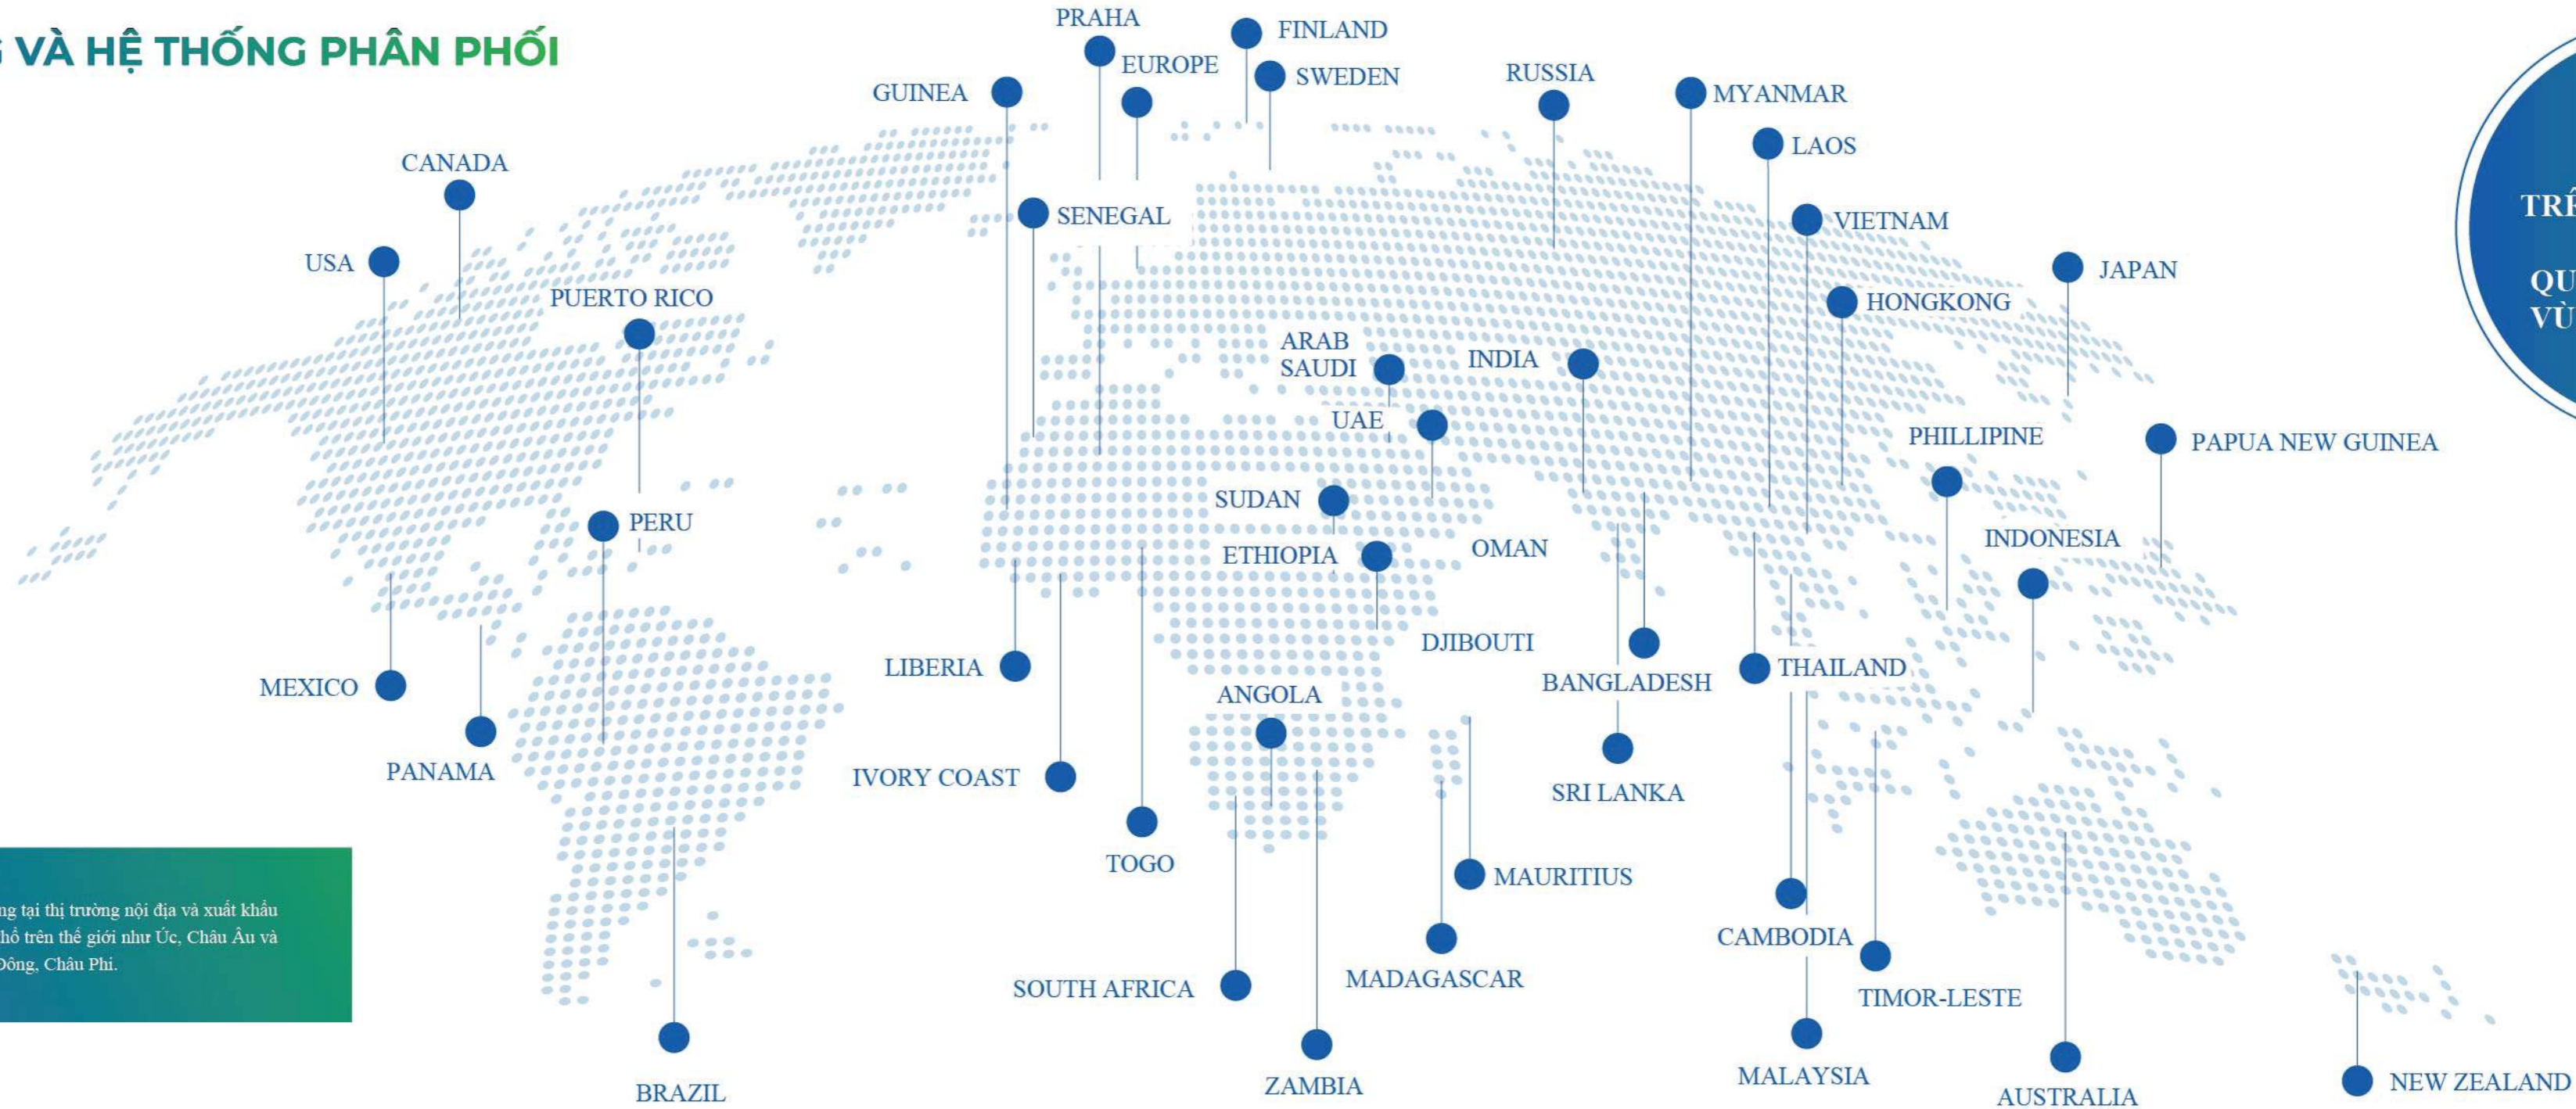 VÀ HỆ THỐNG PHÂN PHỐI
PRAHA
FINLAND
EUROPE
SWEDEN
RUSSIA
GUINEA
MYANMAR
LAOS
CANADA
SENEGAL
VIETNAM
USA
JAPAN
PUERTO RICO
HONGKONG
ARAB
SAUDI
INDIA
UAE
PHILLIPINE
PAPUA NEW GUINEA
SUDAN
PERU
INDONESIA
ETHIOPIA
OMAN
DJIBOUTI
LIBERIA
THAILAND
MEXICO
BANGLADESH
ANGOLA
PANAMA
IVORY COAST
SRI LANKA
TOGO
MAURITIUS
CAMBODIA
MADAGASCAR
SOUTH AFRICA
TIMOR-LESTE
MALAYSIA
ZAMBIA
BRAZIL
AUSTRALIA
NEW ZEALAND
tại thị trường nội địa và xuất khẩu
trên thế giới như Úc, Châu Âu và
Đông, Châu Phi.